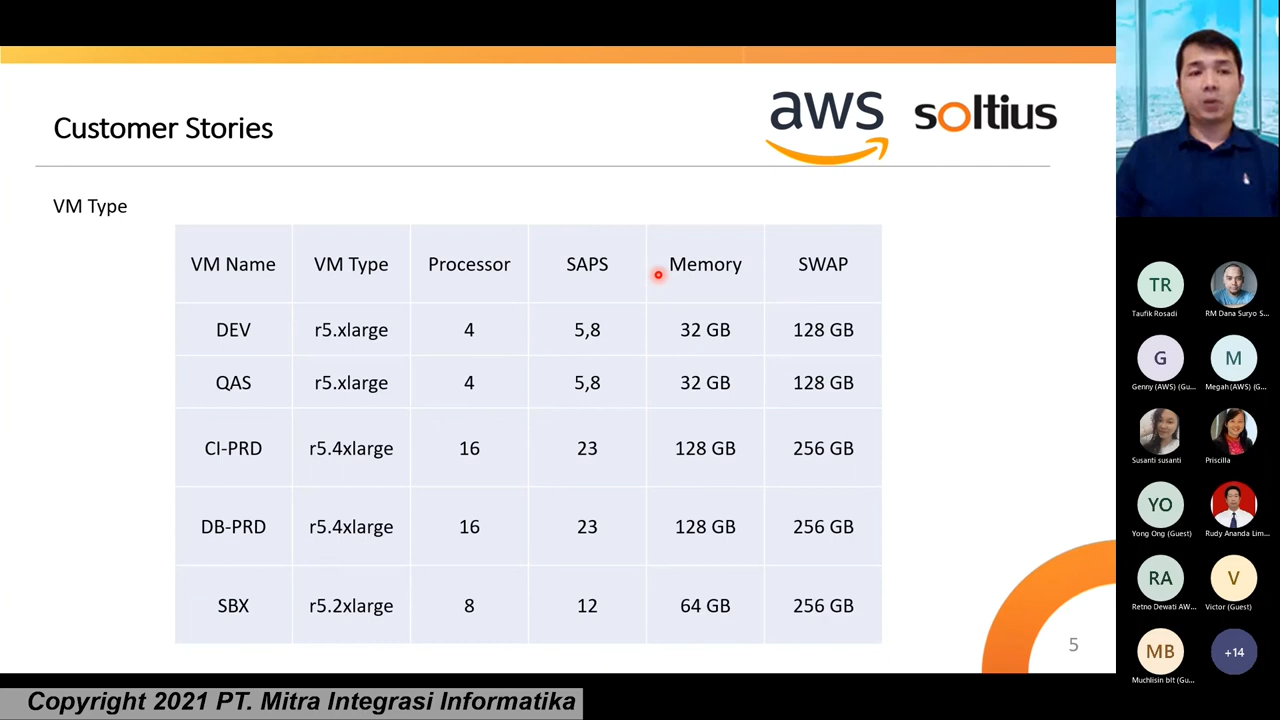 aws soltius
Customer Stories
VM Type
VM Name VM Type Processor SAPS Memory SWAP
DEV r5.xlarge 4 5,8 32 GB 128 GB
QAS r5.xlarge 4 5,8 32 GB 128 GB
CI-PRD r5.4xlarge 16 23 128 GB 256 GB
DB-PRD r5.4xlarge 16 23 128 GB 256 GB
SBX r5.2xlarge 8 12 64 GB 256 GB
5
Copyright 2021 PT. Mitra Integrasi Informatika
TR
Taufik Rosadi RM Dana Suryo S...
G M
Genny (AWS) (Gu... Megah (AWS) (G...
Susanti susanti Priscilla
YO
Yong Ong (Guest) Rudy Ananda Lim...
RA V
Retno Dewati AW... Victor (Guest)
MB +14
Muchlisin blt (Gu...